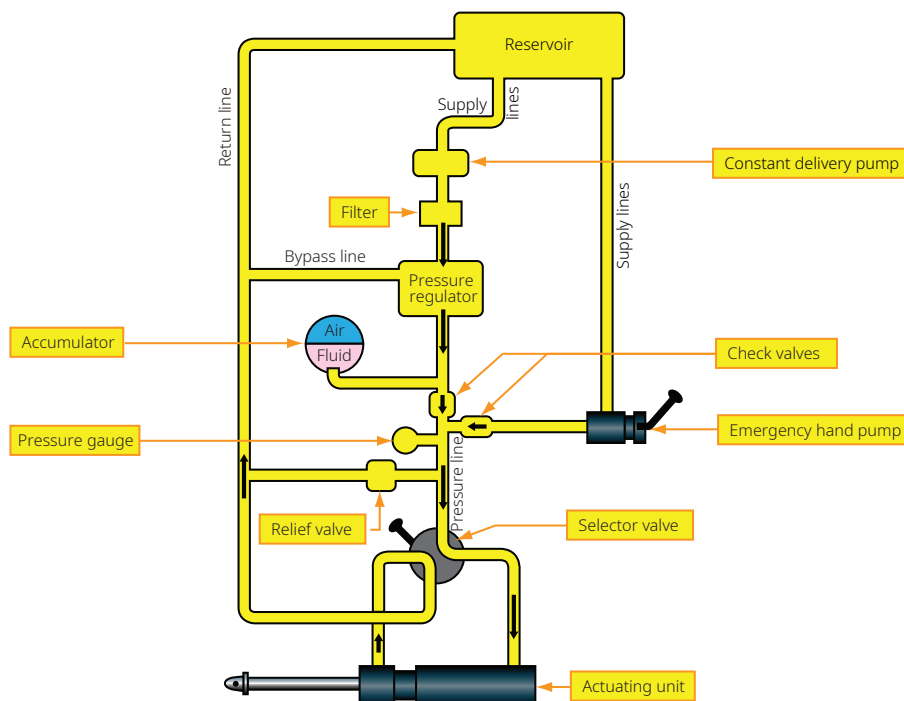 Reservoir
Supply
lines
Return line
Constant delivery pump
Filter
Supply lines
Bypass line
Pressure
regulator
Air
Fluid
Accumulator
Check valves
Pressure gauge
Emergency hand pump
Pressure line
Relief valve
Selector valve
Actuating unit